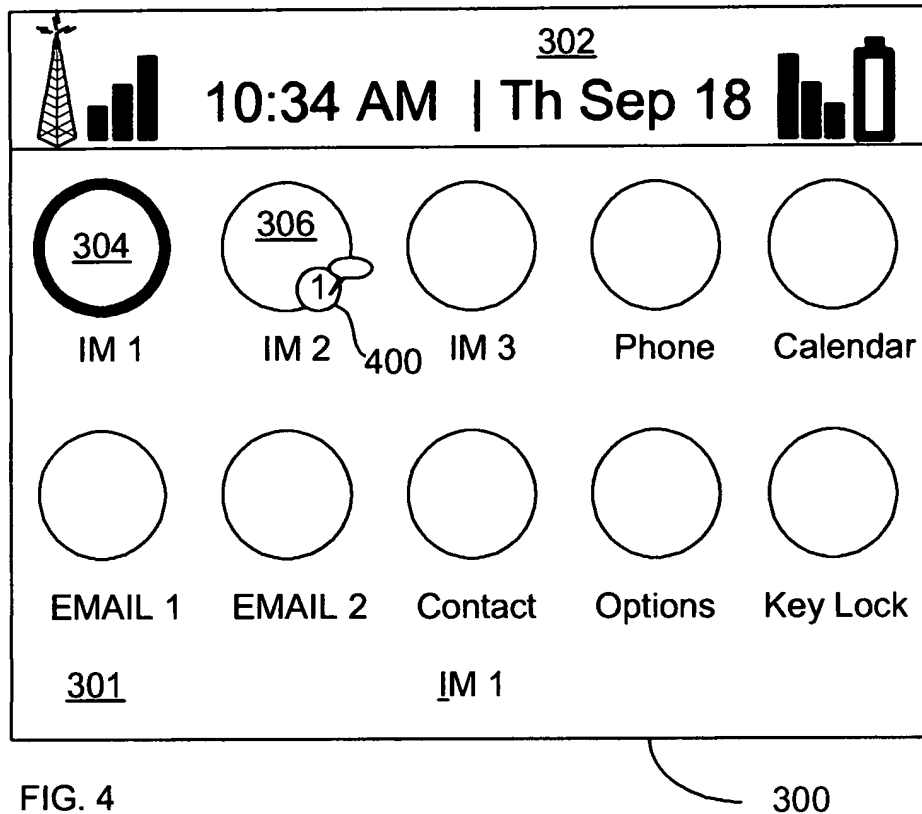 302
10:34 AM | Th Sep 18
304
306
1
IM 1
IM 2
400
IM 3
Phone
Calendar
EMAIL 1
EMAIL 2
Contact
Options
Key Lock
301
IM 1
FIG. 4
300